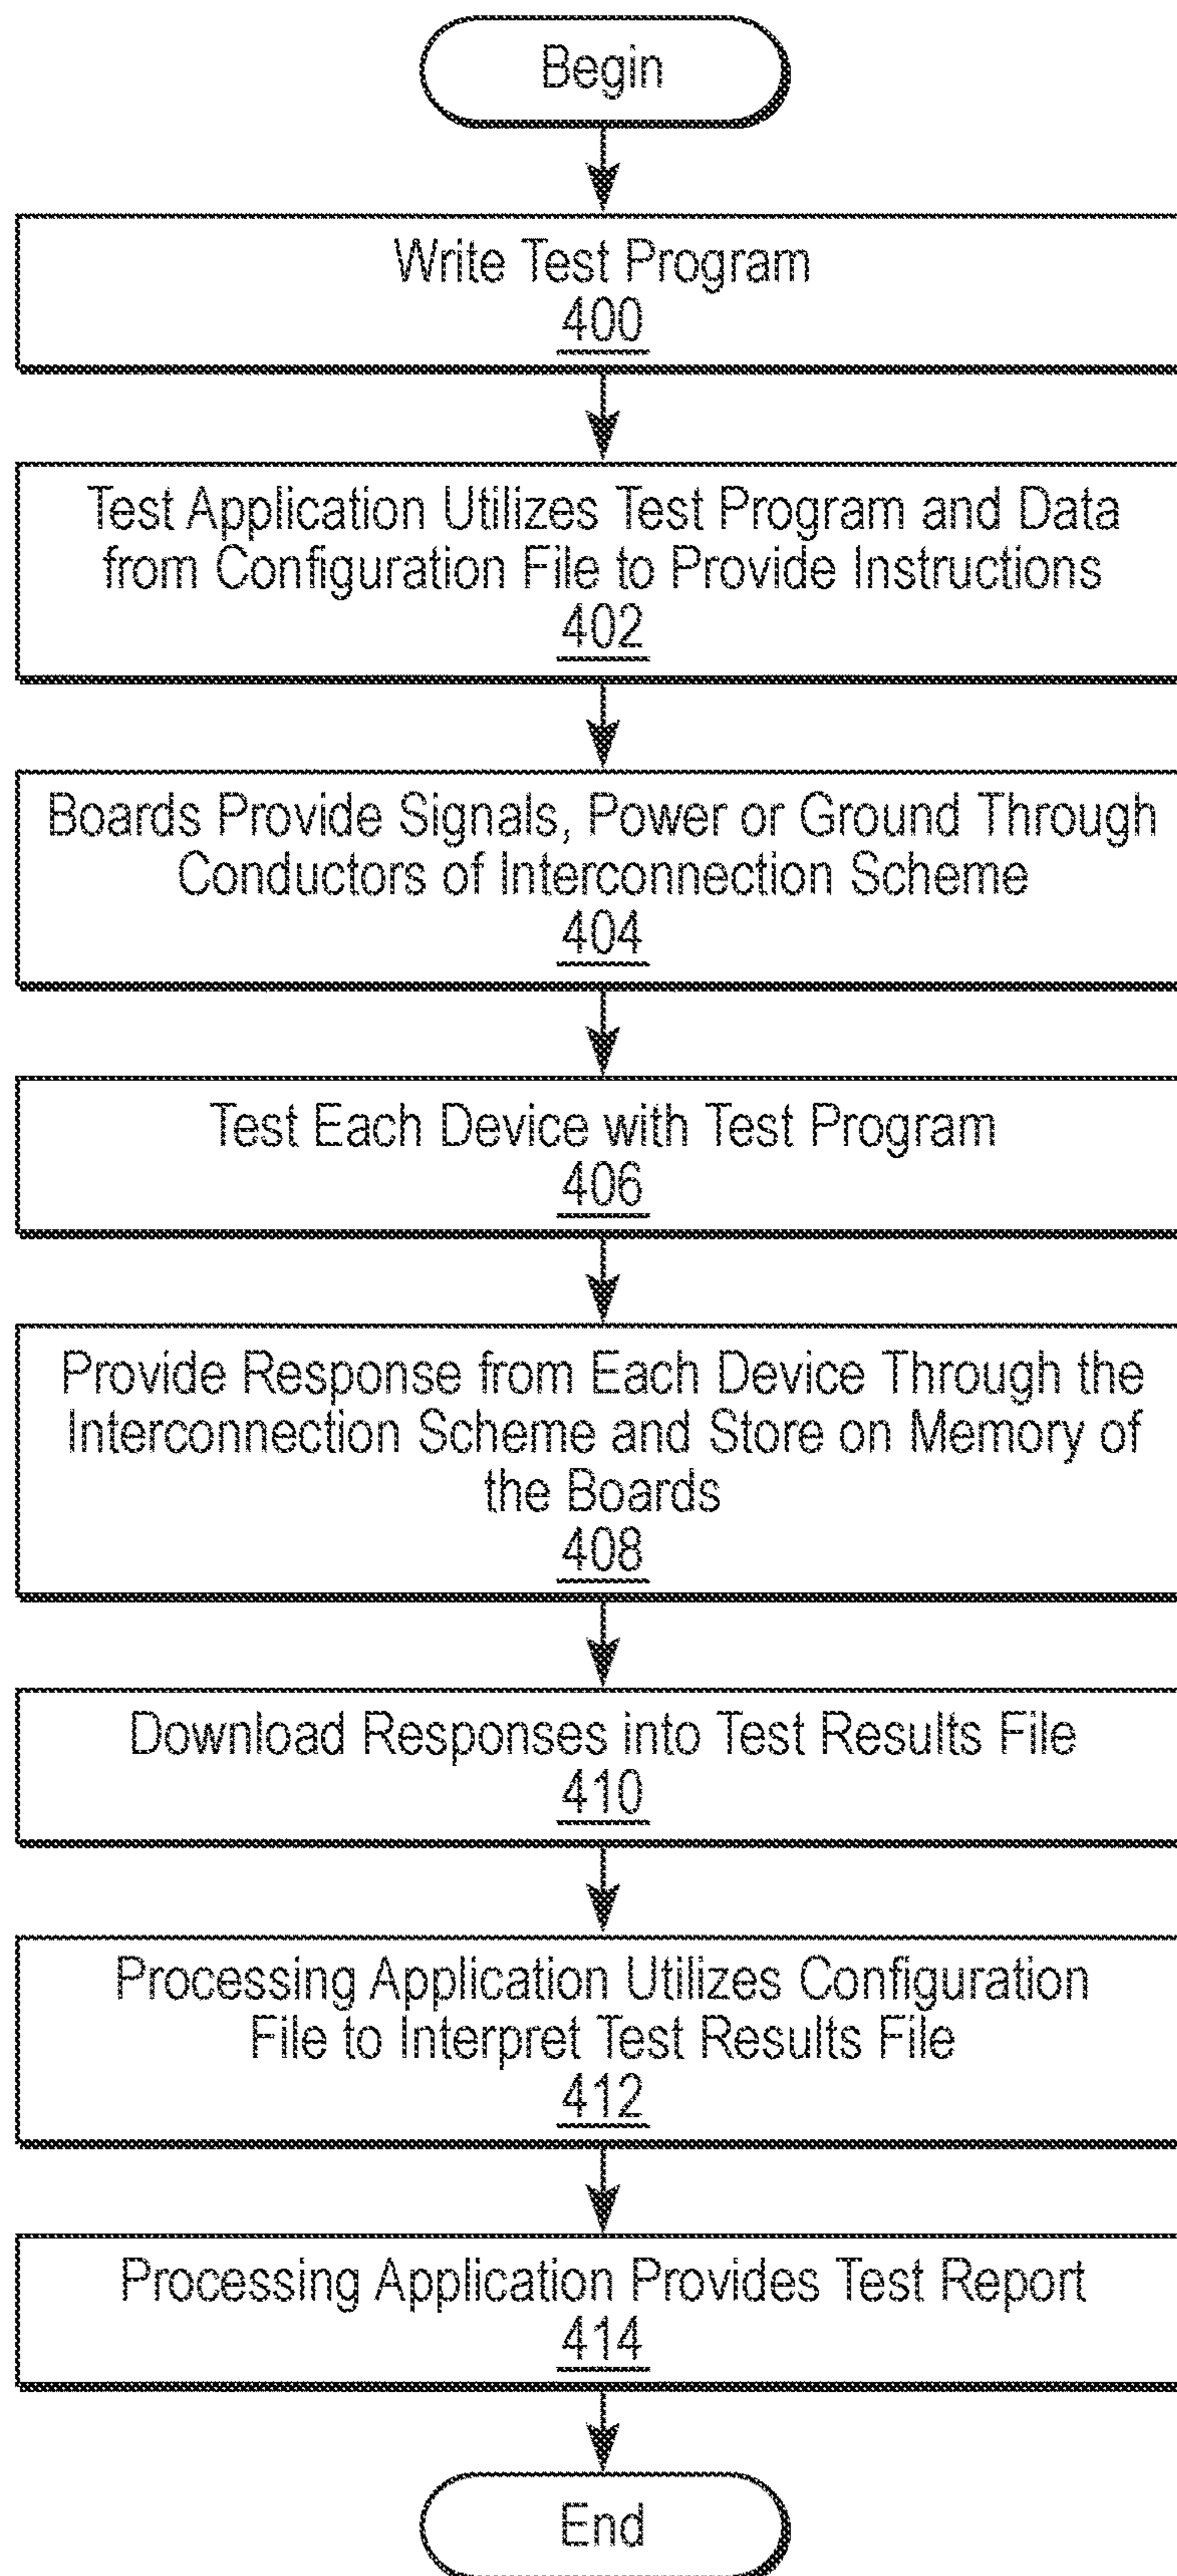 Begin
Write Test Program
400
Test Application Utilizes Test Program and Data
from Configuration File to Provide Instructions
402
Boards Provide Signals, Power or Ground Through
Conductors of Interconnection Scheme
404
Test Each Device with Test Program
406
Provide Response from Each Device Through the
Interconnection Scheme and Store on Memory of
the Boards
408
Download Responses into Test Results File
410
Processing Application Utilizes Configuration
File to Interpret Test Results File
412
Processing Application Provides Test Report
414
End